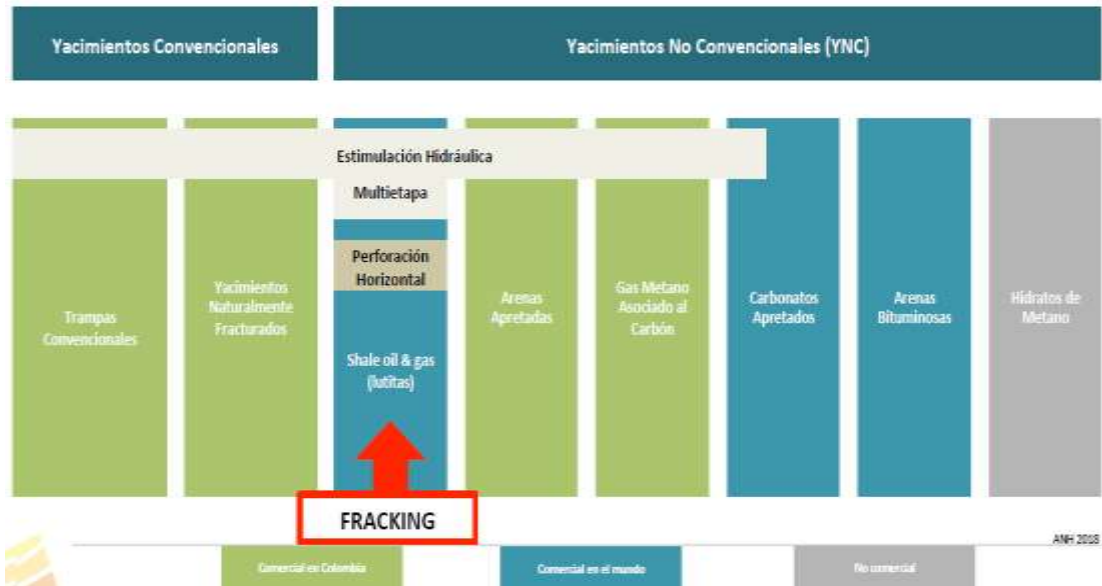 Yacimientos Convencionales
Yacimientos No Convencionales (YNC)
Estimulación Hidráulica
Multietapa
Perforación
Horizontal
Trampas
Convencionales
Yacimientos
Naturalmente
Fracturados
Shale oil & gas
(lutitas)
Arenas
Apretadas
Gas Metano
Asociado al
Carbón
Carbonatos
Apretados
Arenas
Bituminosas
Hidratos de
Metano
FRACKING
ANH 2018
Comercial en Colombia
Comercial en el mundo
No comercial